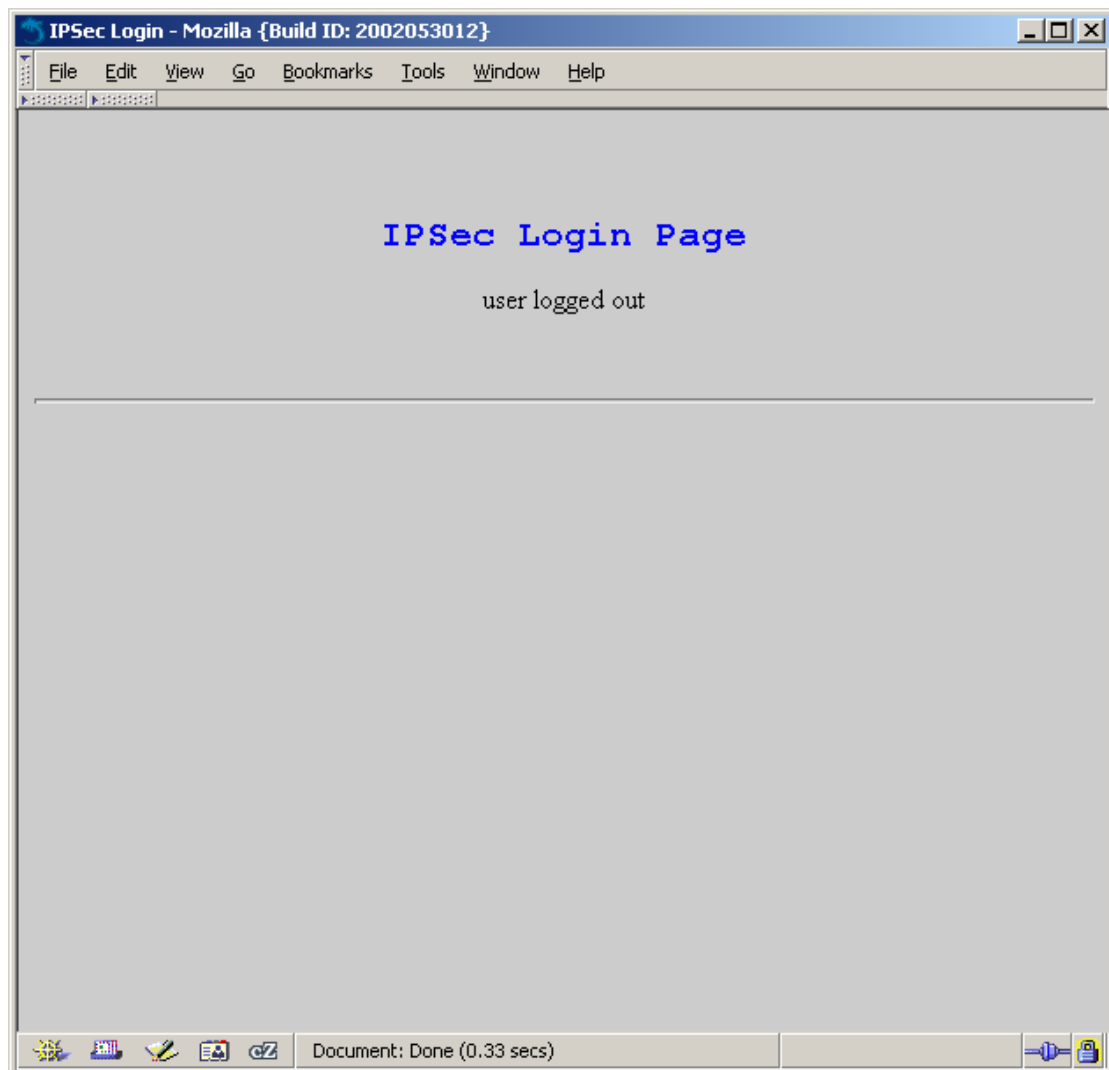 IPSec Login - Mozilla {Build ID: 2002053012}
File Edit View Go Bookmarks Tools Window Help
IPSec Login Page
user logged out
cZ Document: Done (0.33 secs)